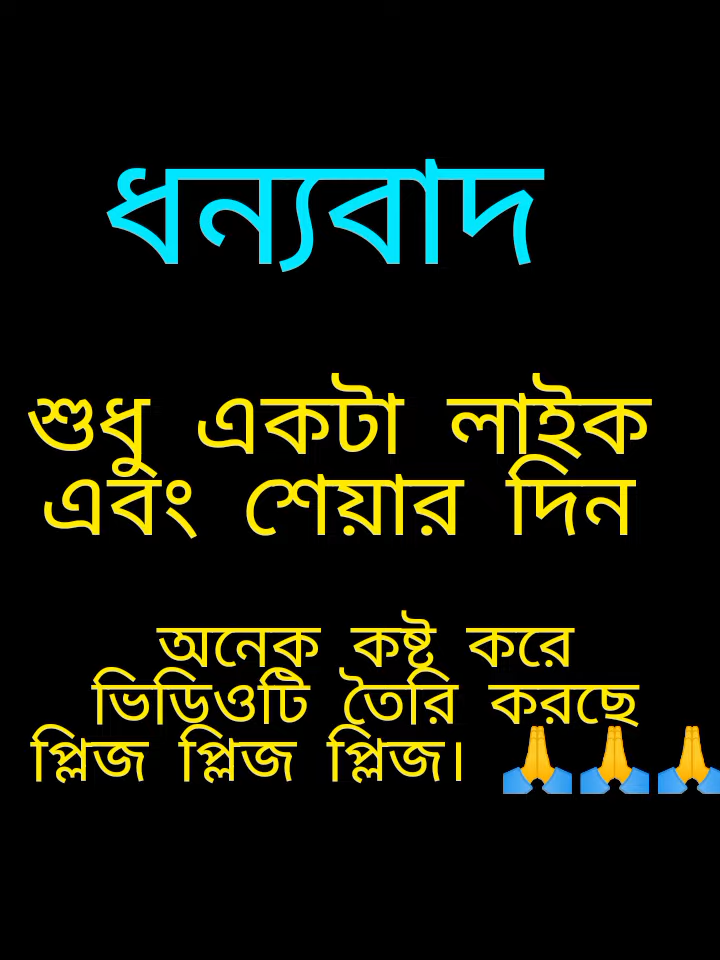 ধন্যবাদ
শুধু একটা লাইক
এবং শেয়ার দিন
অনেক কষ্ট করে
ভিডিওটি তৈরি করছে
প্লিজ প্লিজ প্লিজ। 🙏🙏🙏